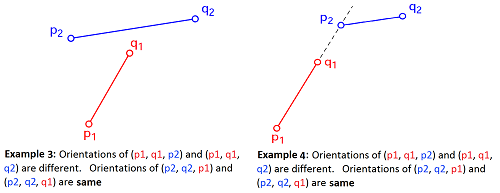 q2
p2
q1
p1
Example 3: Orientations of (p1, q1, p2) and (p1, q1,
q2) are different.   Orientations of (p2, q2, p1) and
(p2, q2, q1) are same
q2
p2
q1
p1
Example 4: Orientations of (p1, q1, p2) and (p1, q1,
q2) are different.   Orientations of (p2, q2, p1) and
(p2, q2, q1) are same